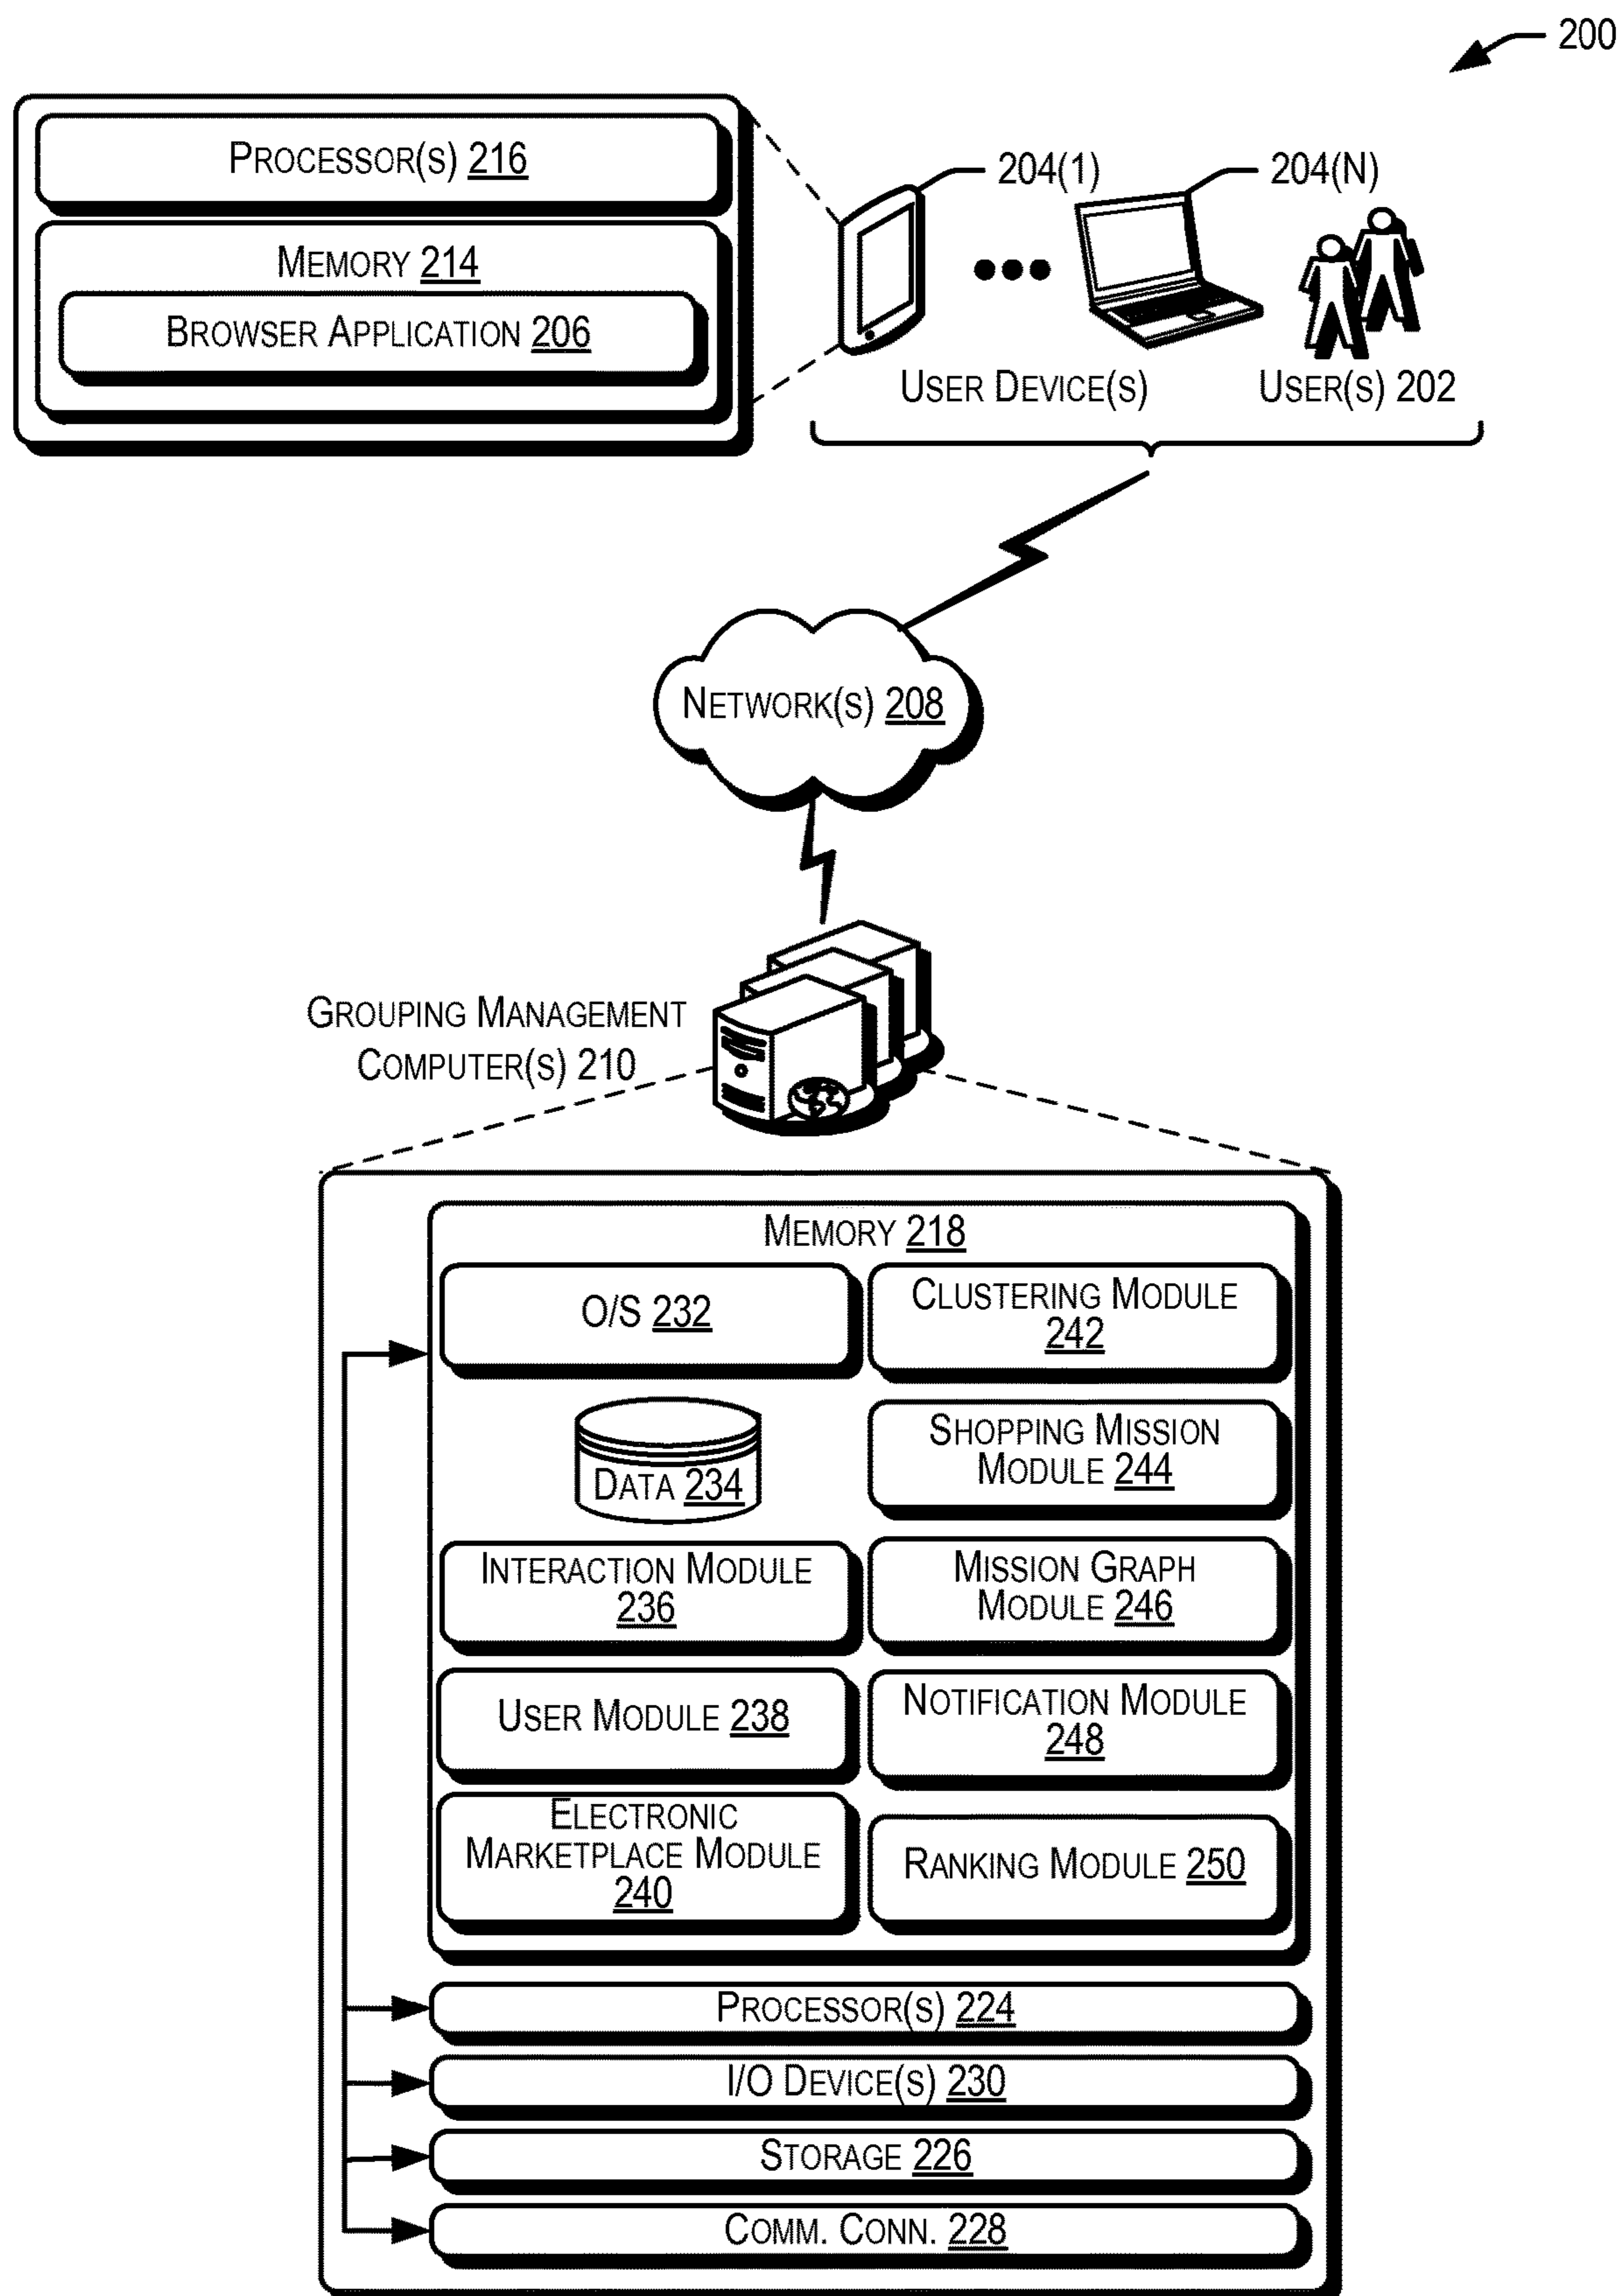 200
PROCESSOR(S) 216
MEMORY 214
BROWSER APPLICATION 206
204(1)
204(N)
USER DEVICE(S)
USER(S) 202
NETWORK(S) 208
GROUPING MANAGEMENT
COMPUTER(S) 210
MEMORY 218
O/S 232
CLUSTERING MODULE
242
DATA 234
SHOPPING MISSION
MODULE 244
INTERACTION MODULE
236
MISSION GRAPH
MODULE 246
USER MODULE 238
NOTIFICATION MODULE
248
ELECTRONIC
MARKETPLACE MODULE
240
RANKING MODULE 250
PROCESSOR(S) 224
I/O DEVICE(S) 230
STORAGE 226
COMM. CONN. 228